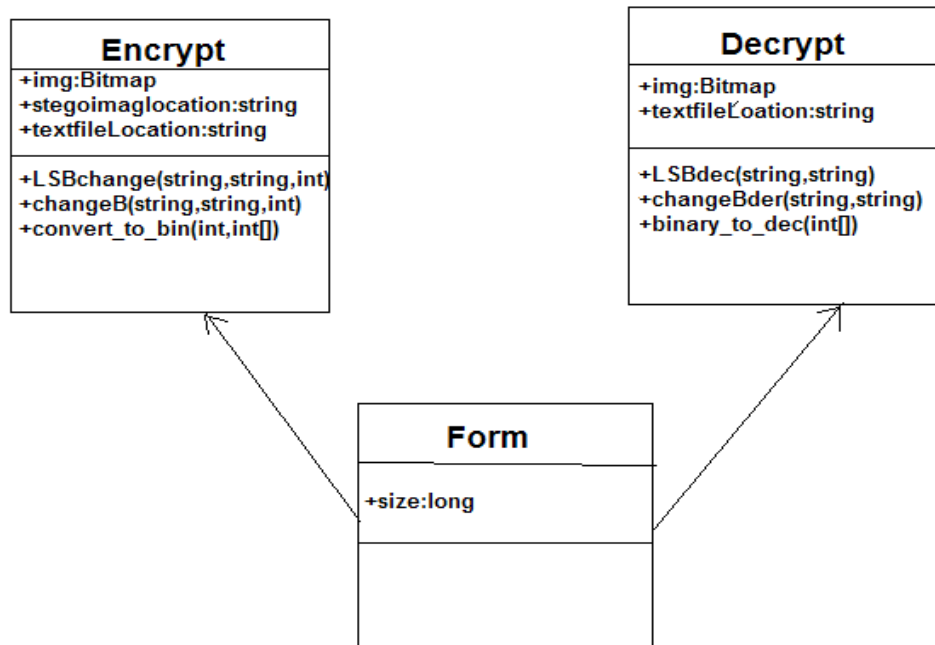 Encrypt
+img:Bitmap
+stegoimaglocation:string
+textfileLocation:string
+LSBchange(string,string,int)
+changeB(string,string,int)
+convert_to_bin(int,int[])
Decrypt
+img:Bitmap
+textfileLoation:string
+LSBdec(string,string)
+changeBder(string,string)
+binary_to_dec(int[])
Form
+size:long